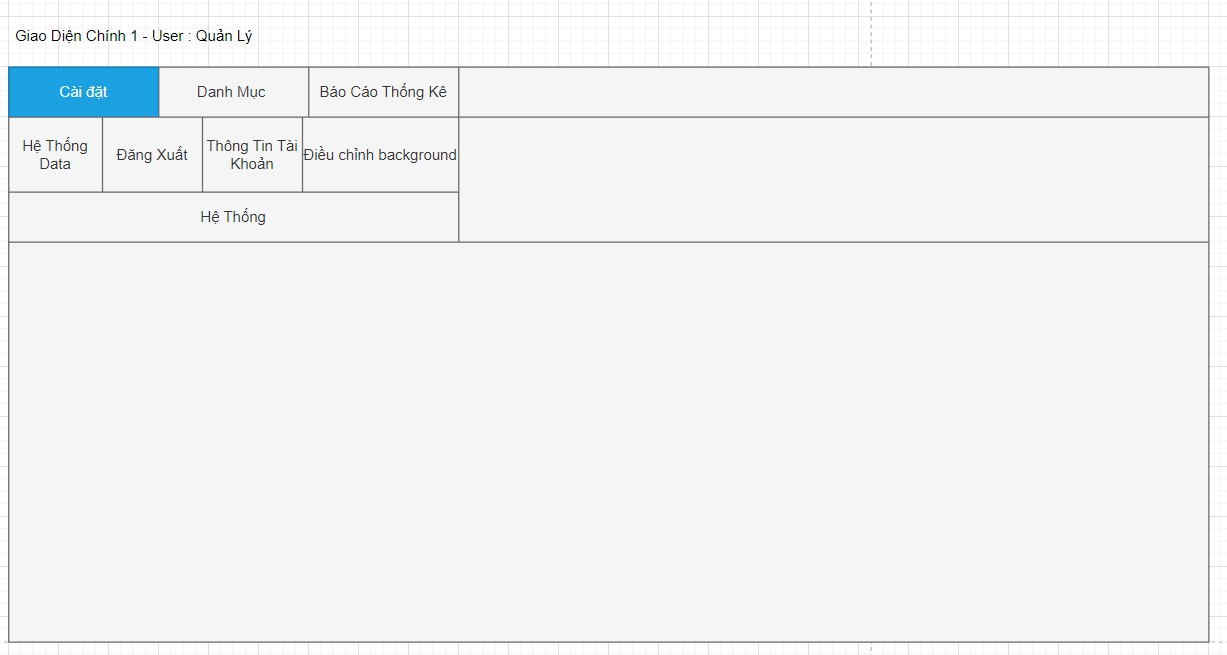 Giao Diện Chính 1 - User : Quản Lý
Cài đặt
Danh Mục
Báo Cáo Thống Kê
Hệ Thống
Data
Đăng Xuất
Thông Tin Tài
Khoản
Điều chỉnh background
Hệ Thống